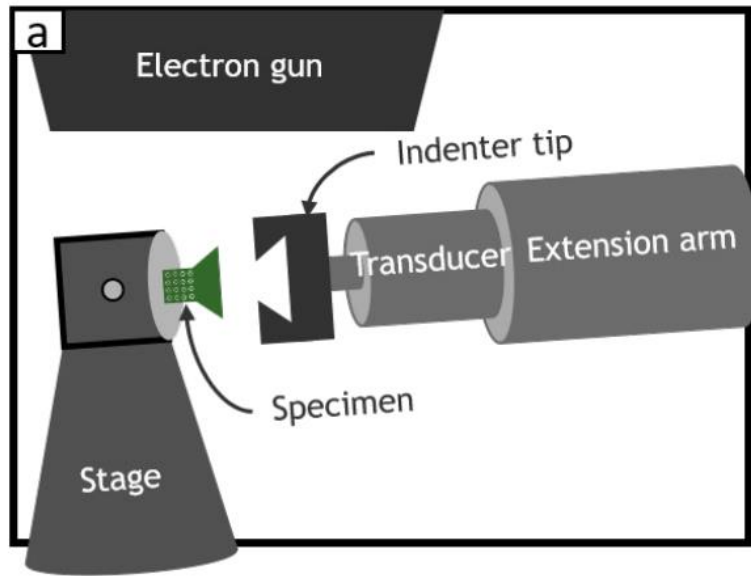 a
Electron gun
Indenter tip
Transducer
Extension arm
Specimen
Stage